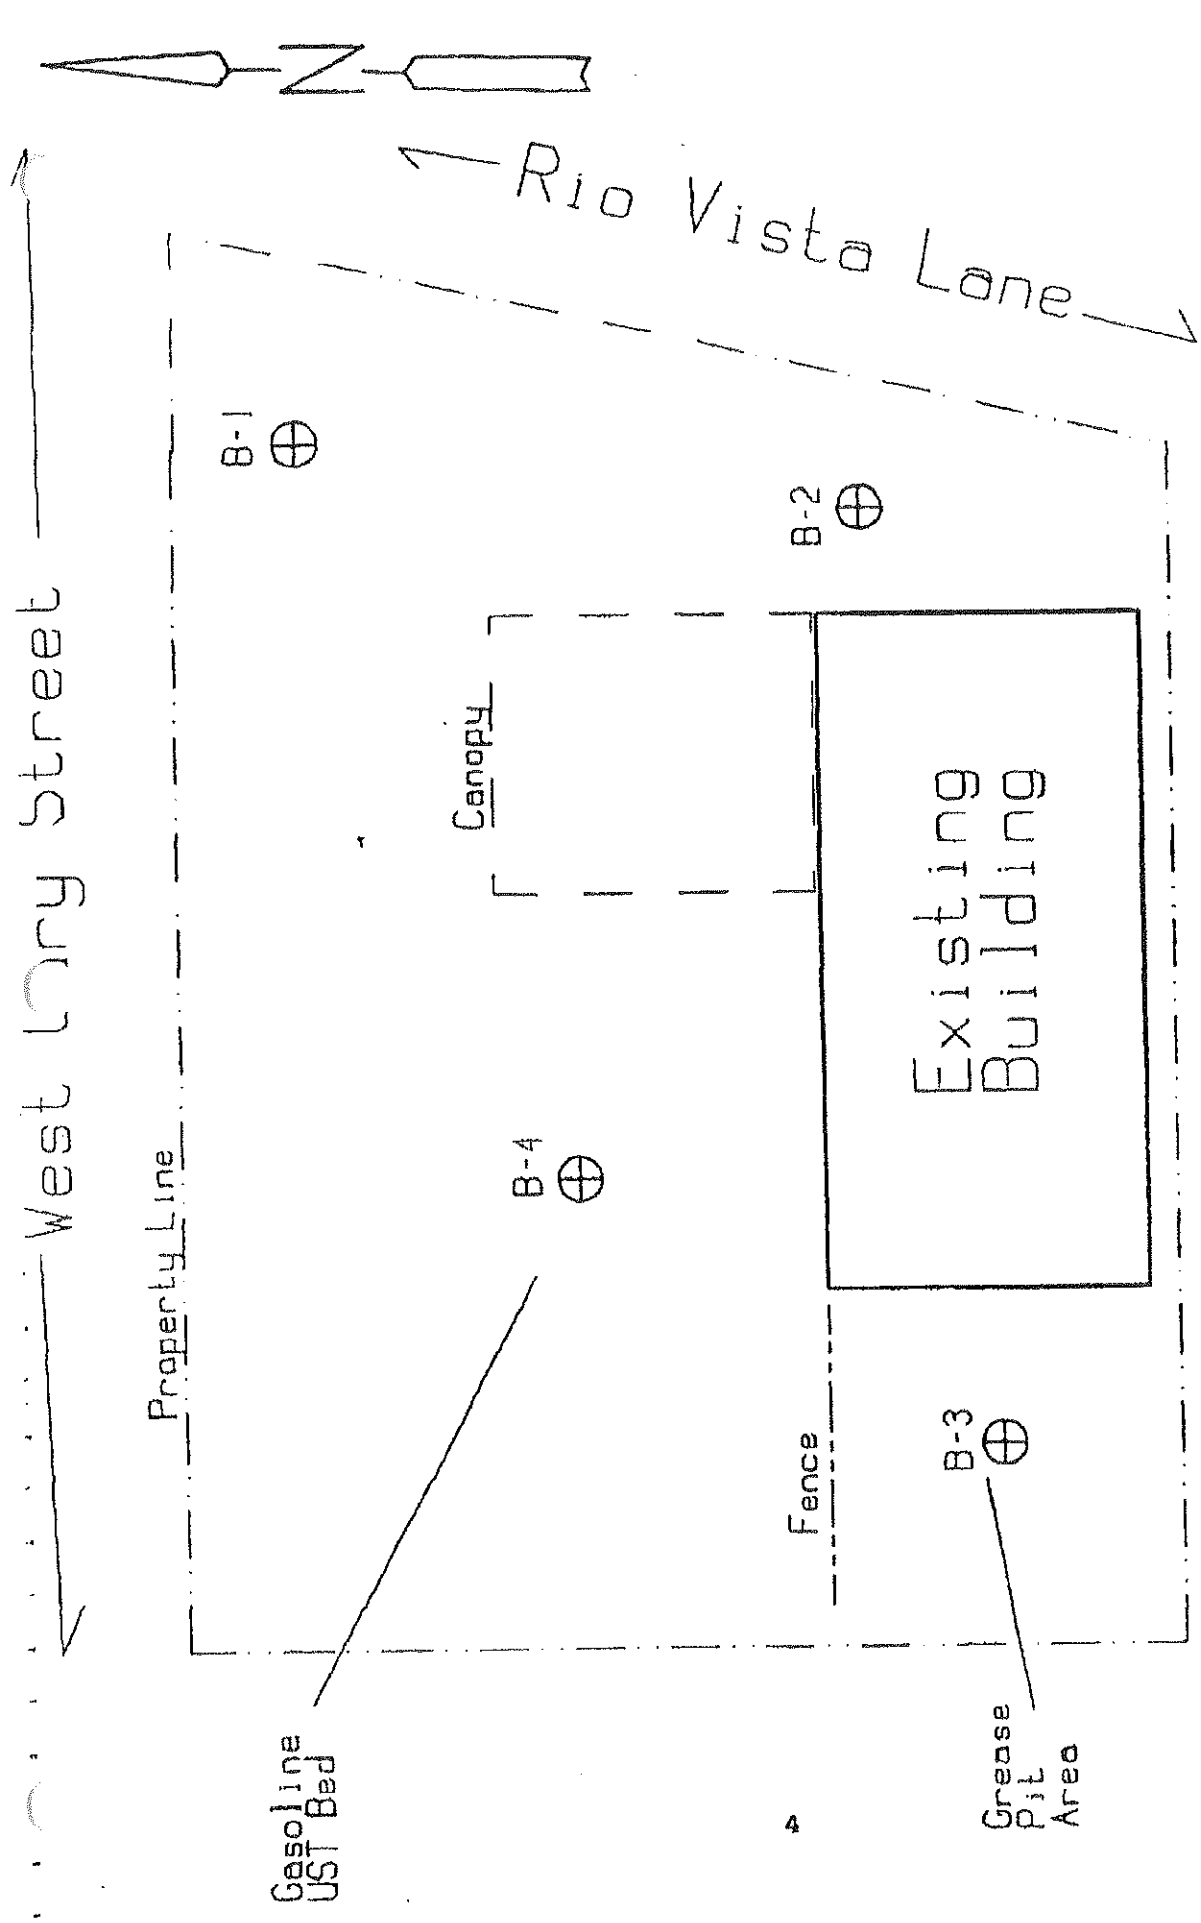 West Street
N
Property Line
B-1
Rio Vista Lane
Gasoline
UST Bed
Canopy
B-4
B-2
Fence
Existing
Building
B-3
Grease
Pit
Area
4